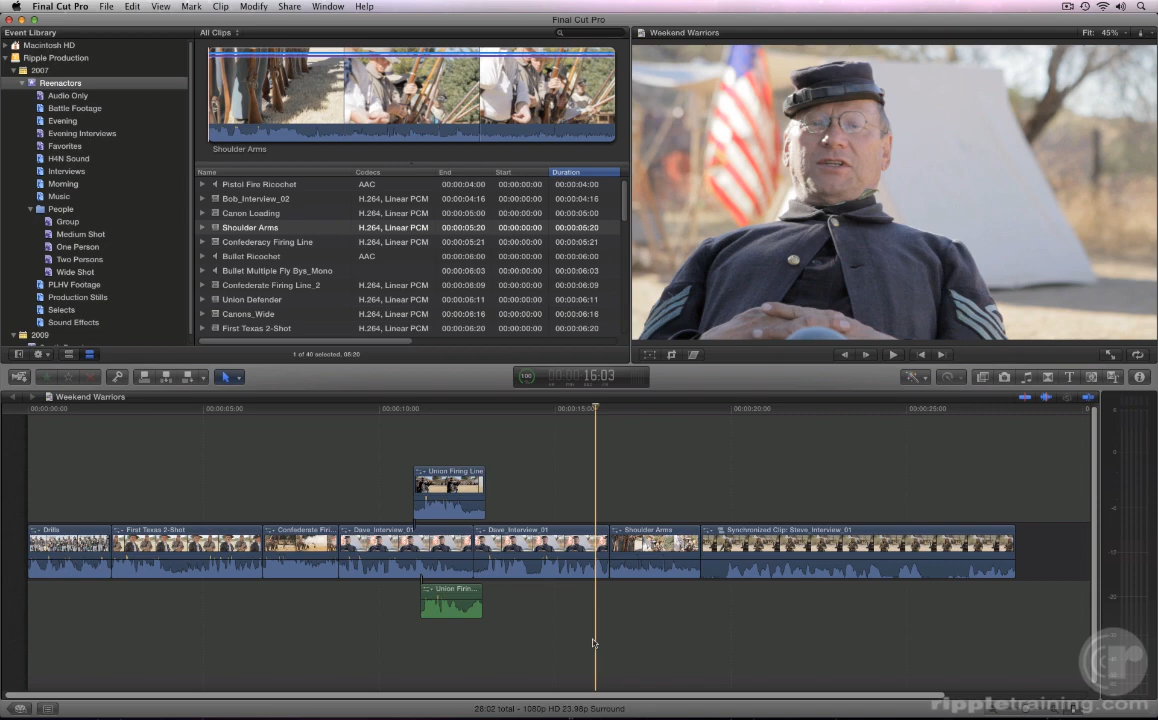 Final Cut Pro File Edit View Mark Clip Modify Share Window Help
Final Cut Pro
Event Library
All Clips
Weekend Warriors
Fit: 45%
Macintosh HD
Ripple Production
2007
Reenactors
Audio Only
Battle Footage
Evening
Evening Interviews
Favorites
H4N Sound
Interviews
Morning
Music
People
Group
Medium Shot
One Person
Two Persons
Wide Shot
PLHV Footage
Production Stills
Selects
Sound Effects
2009
Shoulder Arms
Name Codecs End Start Duration
Pistol Fire Ricochet AAC 00:00:04:00 00:00:00:00 00:00:04:00
Bob_Interview_02 H.264, Linear PCM 00:00:04:16 00:00:00:00 00:00:04:16
Canon Loading H.264, Linear PCM 00:00:05:00 00:00:00:00 00:00:05:00
Shoulder Arms H.264, Linear PCM 00:00:05:20 00:00:00:00 00:00:05:20
Confederacy Firing Line H.264, Linear PCM 00:00:05:21 00:00:00:00 00:00:05:21
Bullet Ricochet AAC 00:00:06:00 00:00:00:00 00:00:06:00
Bullet Multiple Fly Bys_Mono 00:00:06:03 00:00:00:00 00:00:06:03
Confederate Firing Line_2 H.264, Linear PCM 00:00:06:09 00:00:00:00 00:00:06:09
Union Defender H.264, Linear PCM 00:00:06:11 00:00:00:00 00:00:06:11
Canons_Wide H.264, Linear PCM 00:00:06:16 00:00:00:00 00:00:06:16
First Texas 2-Shot H.264, Linear PCM 00:00:06:20 00:00:00:00 00:00:06:20
1 of 40 selected, 05:20
100 00:00:16:03
Weekend Warriors
00:00:00:00 00:00:05:00 00:00:10:00 00:00:15:00 00:00:20:00 00:00:25:00
Union Firing Line
Drills First Texas 2-Shot Confederate Firi... Dave_Interview_01 Dave_Interview_01 Shoulder Arms Synchronized Clip: Steve_Interview_01
Union Firin...
28:02 total - 1080p HD 23.98p Surround
rippletraining.com